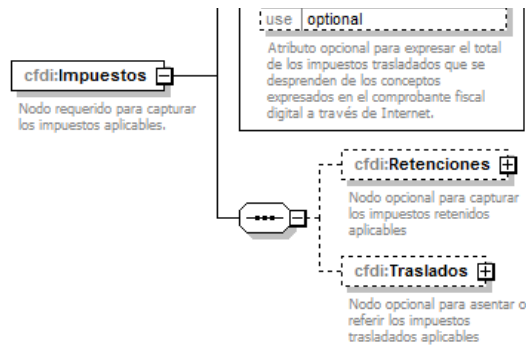 use optional
Atributo opcional para expresar el total
de los impuestos trasladados que se
desprenden de los conceptos
expresados en el comprobante fiscal
digital a través de Internet.
cfdi:Impuestos
Nodo requerido para capturar
los impuestos aplicables.
cfdi:Retenciones
Nodo opcional para capturar
los impuestos retenidos
aplicables
cfdi:Traslados
Nodo opcional para asentar o
referir los impuestos
trasladados aplicables